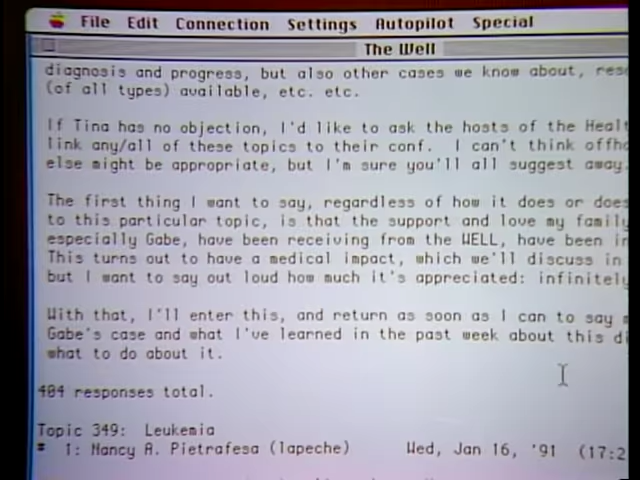 File Edit Connection Settings Autopilot Special
The Well
diagnosis and progress, but also other cases we know about,
(of all types) available, etc. etc.
If Tina has no objection, I'd like to ask the hosts of the
link any/all of these topics to their conf. I can't think
else might be appropriate, but I'm sure you'll all suggest away.
The first thing I want to say, regardless of how it does or
to this particular topic, is that the support and love my
especially Gabe, have been receiving from the WELL, have been
This turns out to have a medical impact, which we'll discuss in
but I want to say out loud how much it's appreciated: infinitely
With that, I'll enter this, and return as soon as I can to say
Gabe's case and what I've learned in the past week about this
what to do about it.
404 responses total.
Topic 349: Leukemia
# 1: Nancy A. Pietrafesa (lapeche) Wed, Jan 16, '91 (17:2